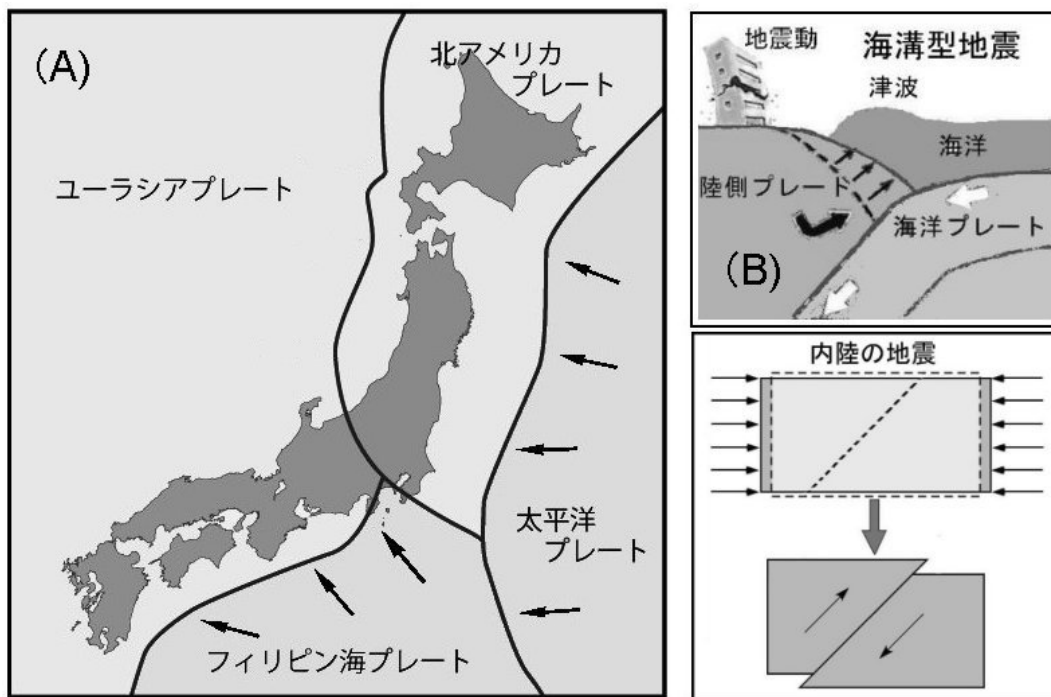 (A)
北アメリカ
プレート
ユーラシアプレート
太平洋
プレート
フィリピン海プレート
地震動
海溝型地震
津波
海洋
陸側プレート
海洋プレート
(B)
内陸の地震